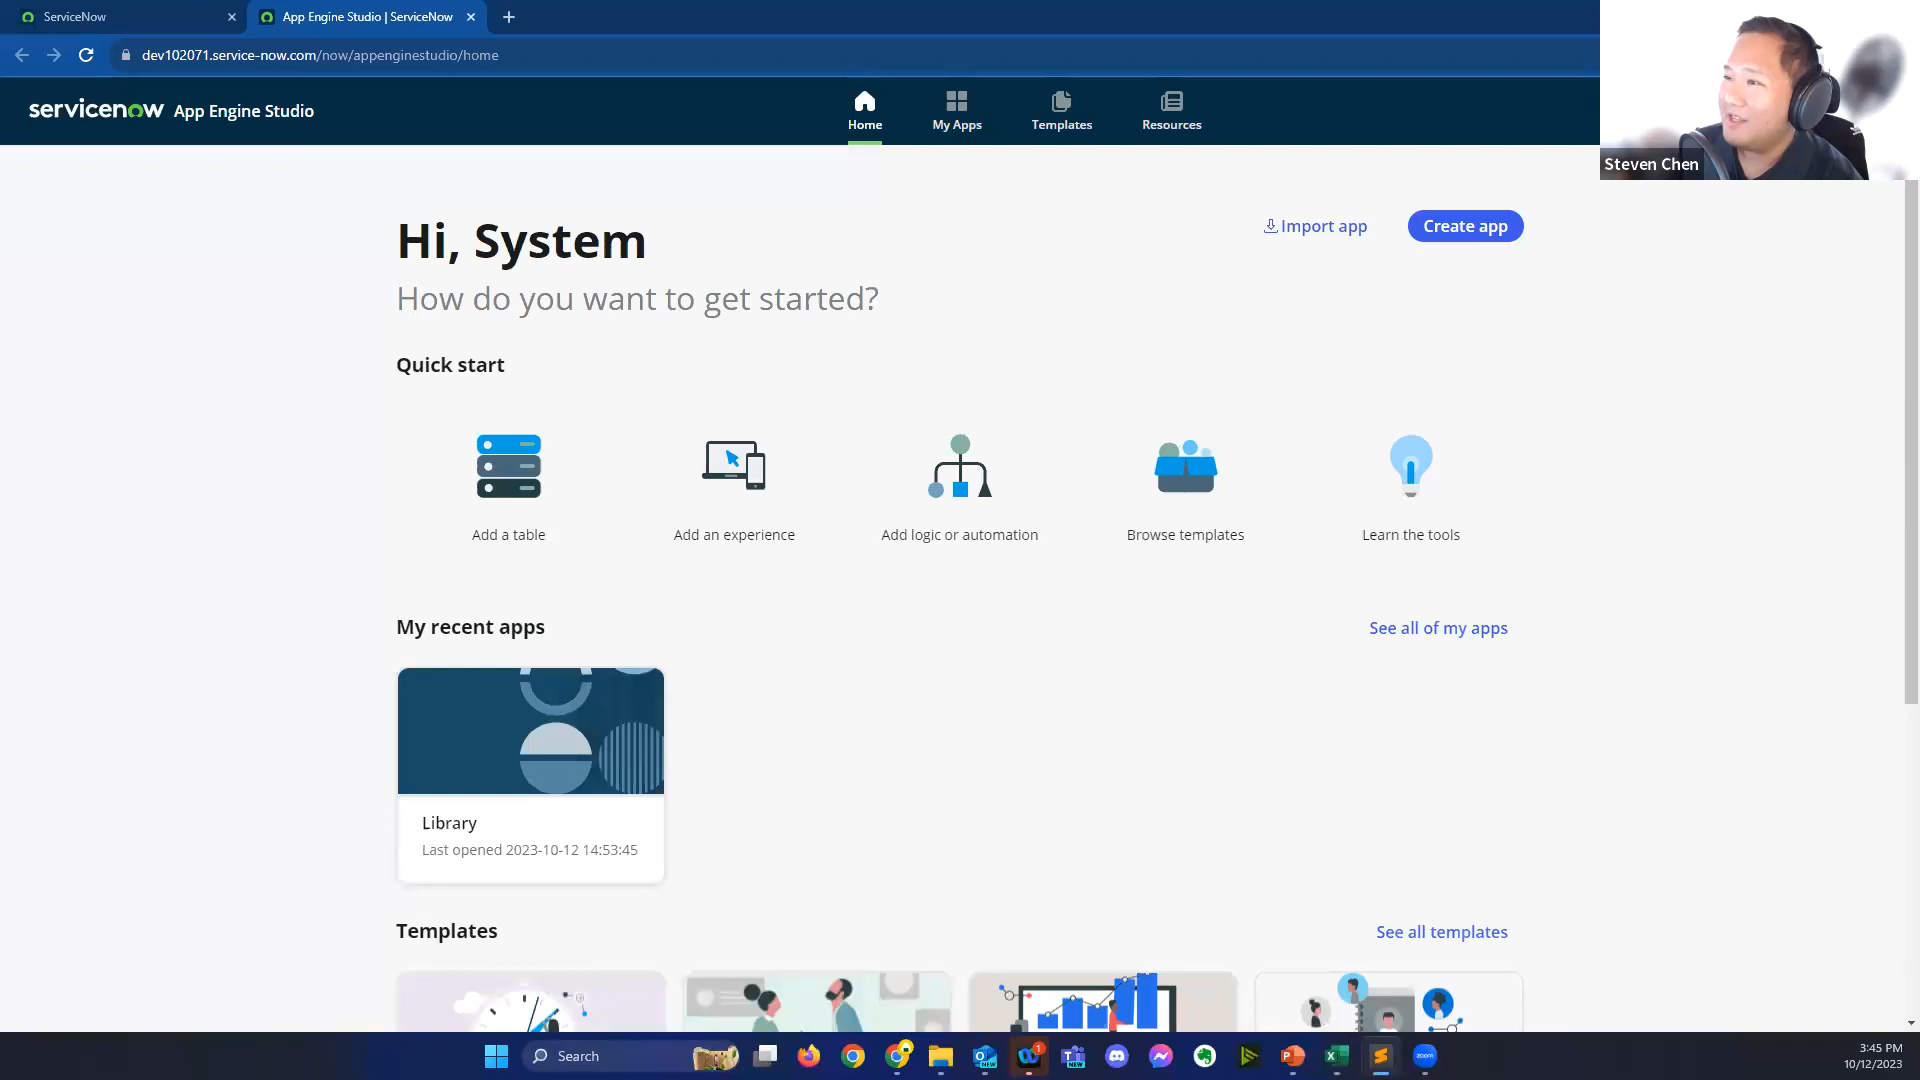 ServiceNow
App Engine Studio | ServiceNow
dev102071.service-now.com/now/appenginestudio/home
servicenow App Engine Studio
Home
My Apps
Templates
Resources
Steven Chen
Hi, System
Import app
Create app
How do you want to get started?
Quick start
Add a table
Add an experience
Add logic or automation
Browse templates
Learn the tools
My recent apps
See all of my apps
Library
Last opened 2023-10-12 14:53:45
Templates
See all templates
Search
NEW
1
NEW
zoom
3:45 PM
10/12/2023